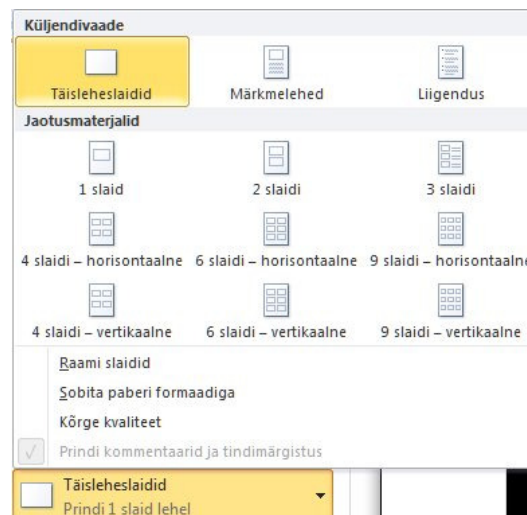 Küljendivaade
Täisleheslaidid Märkmelehed Liigendus
Jaotusmaterjalid
1 slaid 2 slaidi 3 slaidi
4 slaidi – horisontaalne 6 slaidi – horisontaalne 9 slaidi – horisontaalne
4 slaidi – vertikaalne 6 slaidi – vertikaalne 9 slaidi – vertikaalne
Raami slaidid
Sobita paberi formaadiga
Kõrge kvaliteet
Prindi kommentaarid ja tindimärgistus
Täisleheslaidid
Prindi 1 slaid lehel